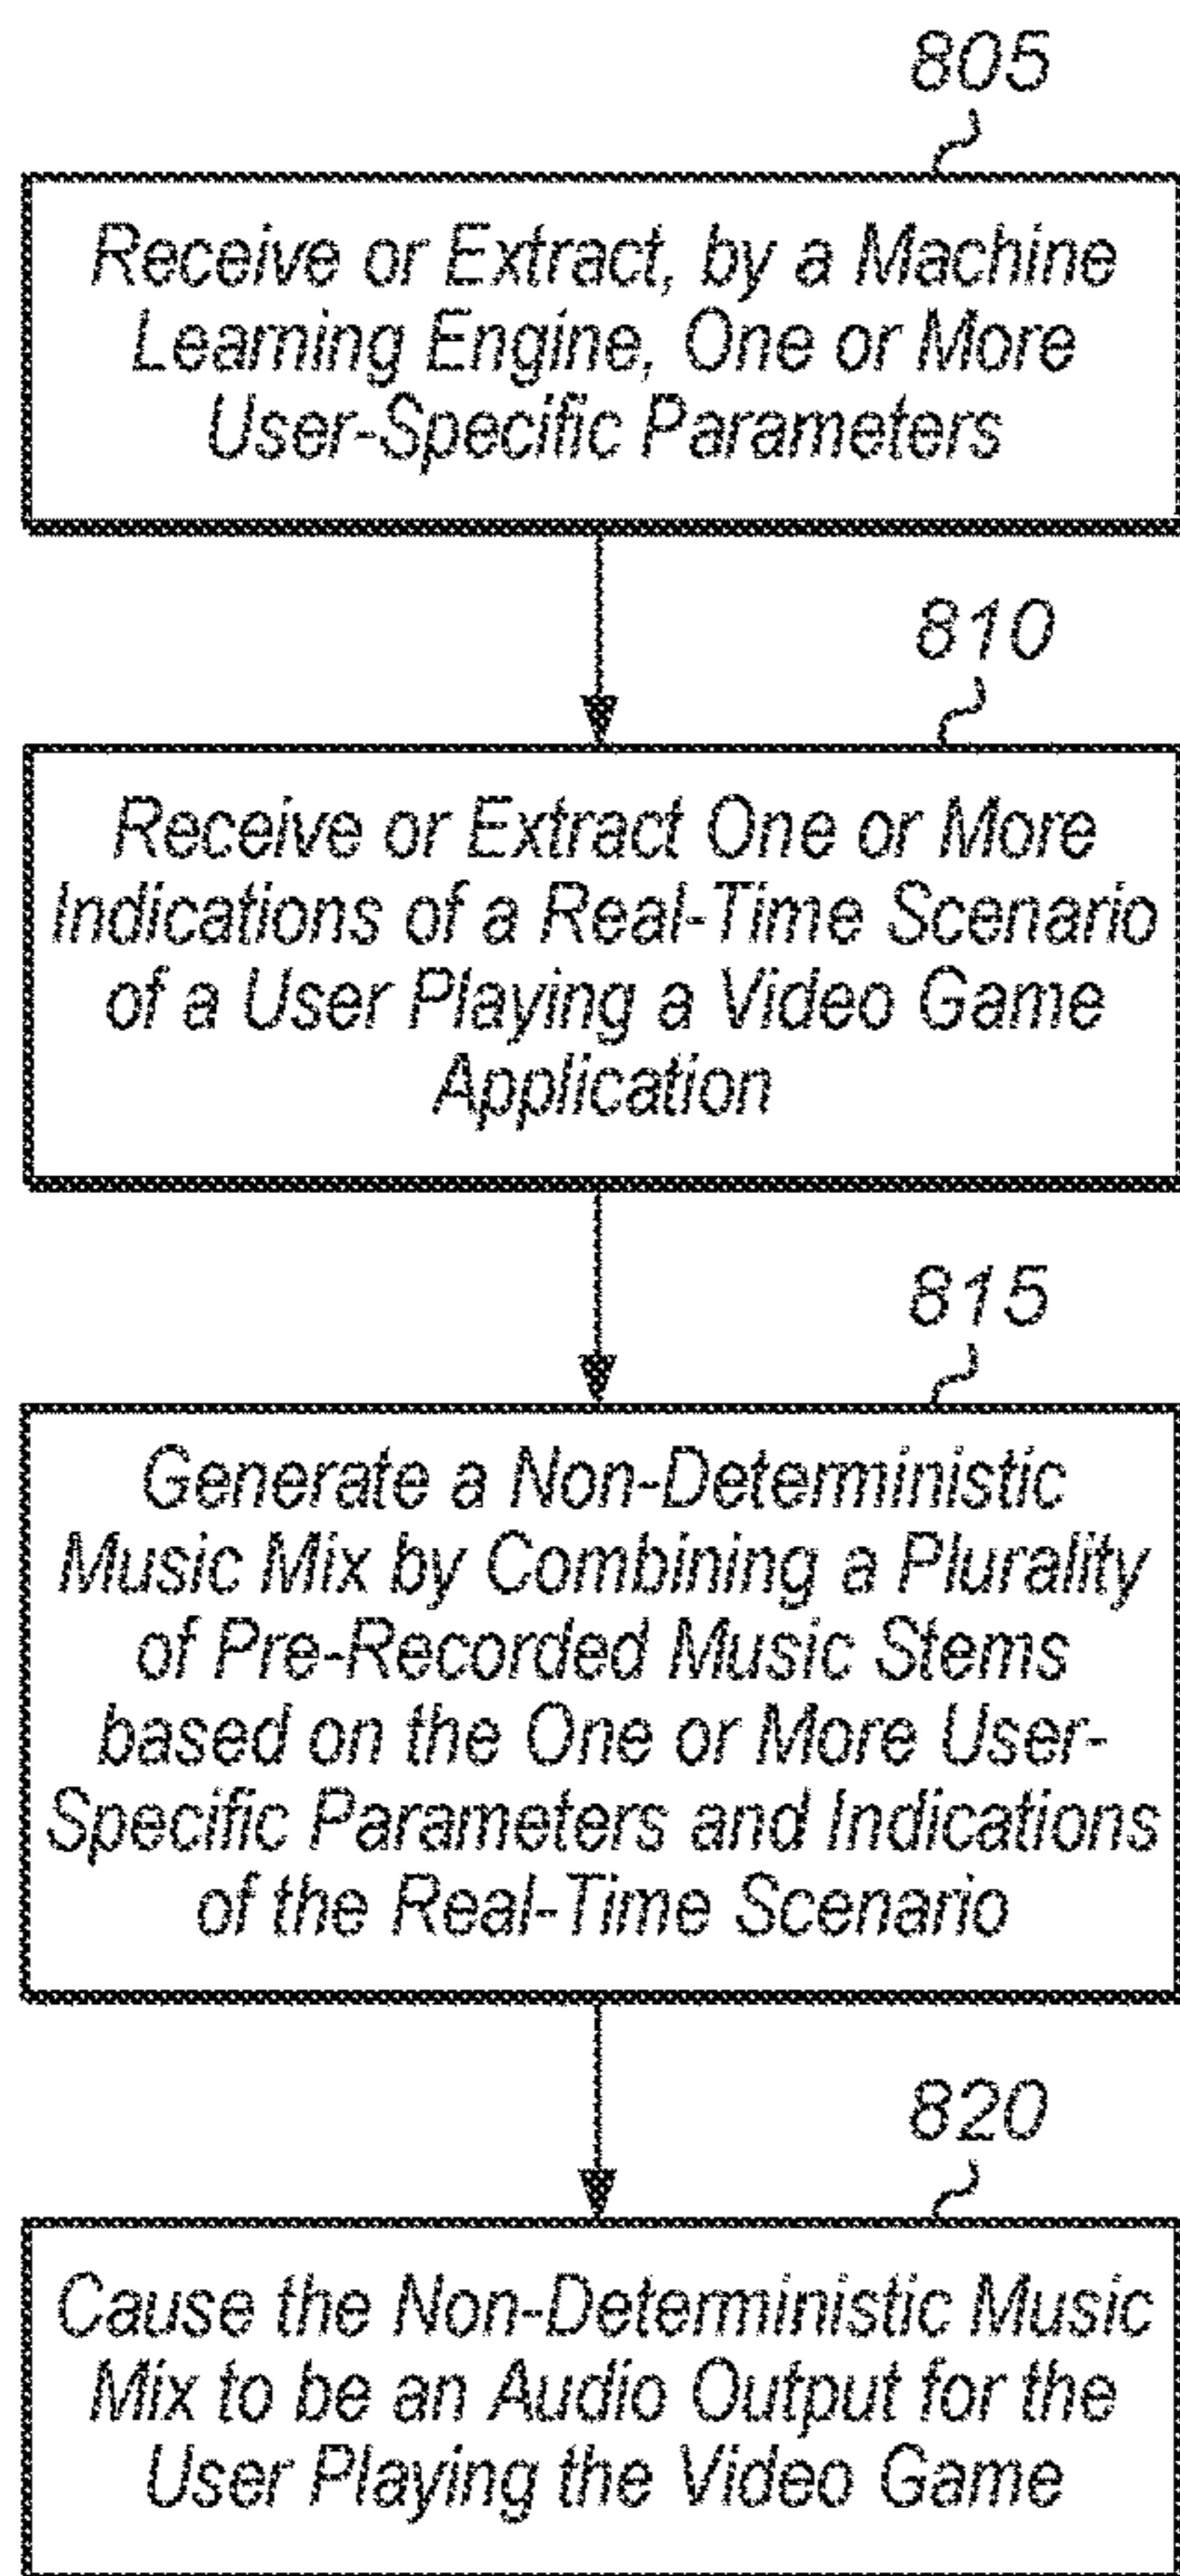 805
Receive or Extract, by a Machine
Learning Engine, One or More
User-Specific Parameters
810
Receive or Extract One or More
Indications of a Real-Time Scenario
of a User Playing a Video Game
Application
815
Generate a Non-Deterministic
Music Mix by Combining a Plurality
of Pre-Recorded Music Stems
based on the One or More User-
Specific Parameters and Indications
of the Real-Time Scenario
820
Cause the Non-Deterministic Music
Mix to be an Audio Output for the
User Playing the Video Game